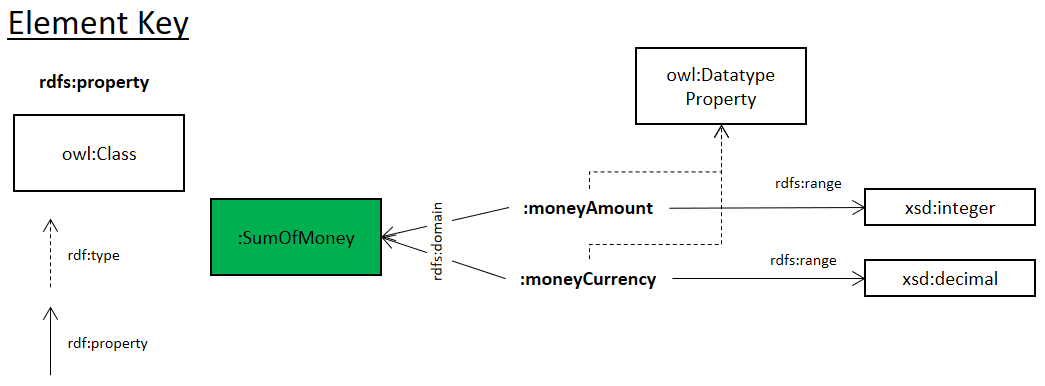 Element Key
rdfs:property
owl:Class
rdf:type
rdf:property
:SumOfMoney
rdfs:domain
:moneyAmount
:moneyCurrency
owl:Datatype
Property
rdfs:range
xsd:integer
rdfs:range
xsd:decimal